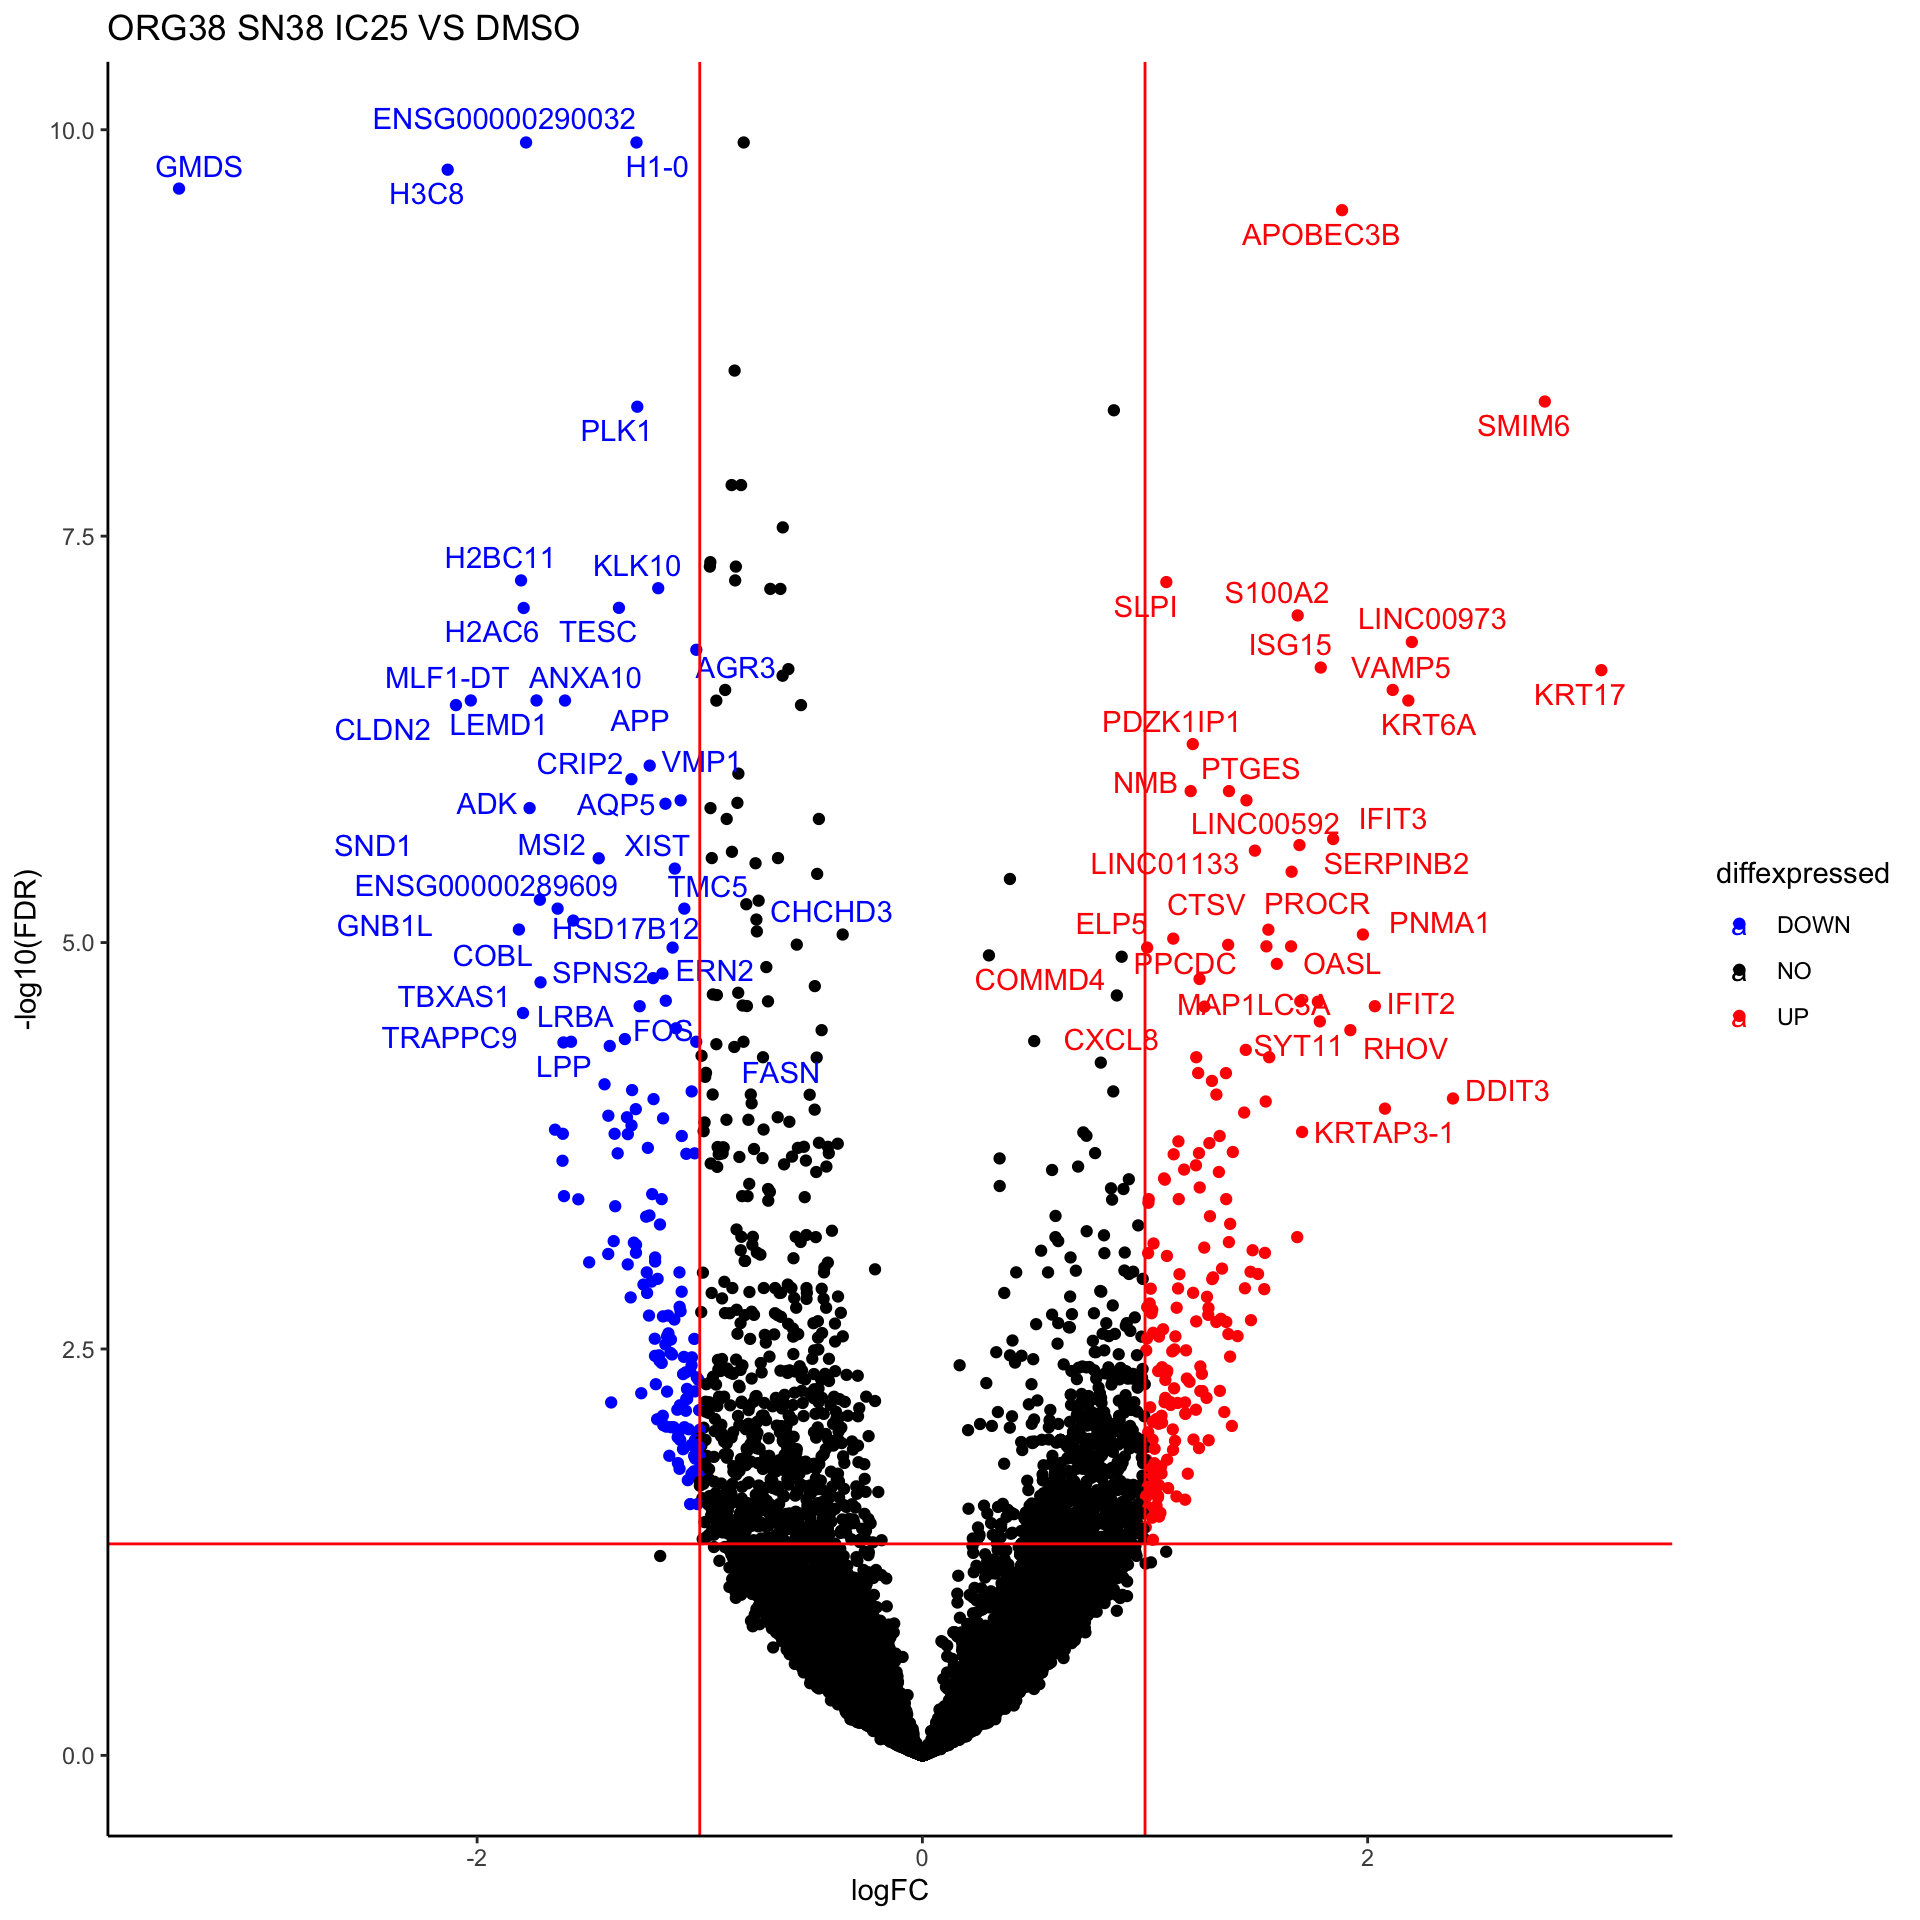 ORG38 SN38 IC25 VS DMSO
ENSG00000290032
GMDS
H1-0
H3C8
APOBEC3B
PLK1
SMIM6
H2BC11
KLK10
H2AC6
TESC
SLPI
S100A2
LINC00973
ISG15
AGR3
VAMP5
MLF1-DT
ANXA10
KRT17
CLDN2
LEMD1
APP
PDZK1IP1
KRT6A
CRIP2
VMP1
PTGES
NMB
ADK
AQP5
LINC00592
IFIT3
SND1
MSI2
XIST
LINC01133
SERPINB2
ENSG00000289609
TMC5
CHCHD3
CTSV
PROCR
GNB1L
HSD17B12
ELP5
PNMA1
COBL
SPNS2
ERN2
COMMD4
PPCDC
OASL
TBXAS1
LRBA
MAP1LC3A
IFIT2
TRAPPC9
FOS
CXCL8
SYT11
RHOV
LPP
FASN
DDIT3
KRTAP3-1
10.0
7.5
5.0
2.5
0.0
-log10(FDR)
-2
0
2
logFC
diffexpressed
a DOWN
a NO
a UP